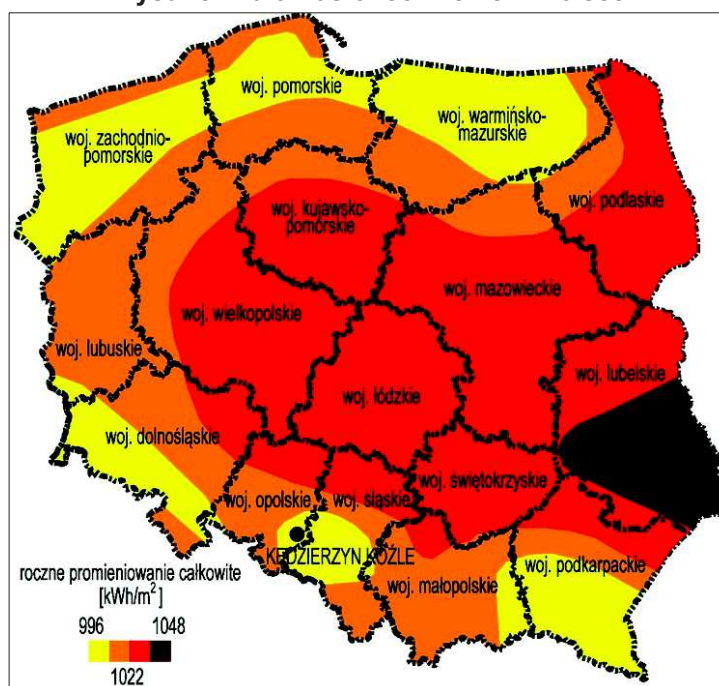 woj. pomorskie
woj. warmińsko-
mazurskie
woj. zachodnio-
pomorskie
woj. podlaskie
woj. kujawsko-
pomorskie
woj. mazowieckie
woj. wielkopolskie
woj. lubuskie
woj. lubelskie
woj. łódzkie
woj. dolnośląskie
woj. świętokrzyskie
woj. opolskie
woj. śląskie
KĘDZIERZYN KOŹLE
woj. podkarpackie
woj. małopolskie
roczne promieniowanie całkowite
[kWh/m²]
996 1048
1022